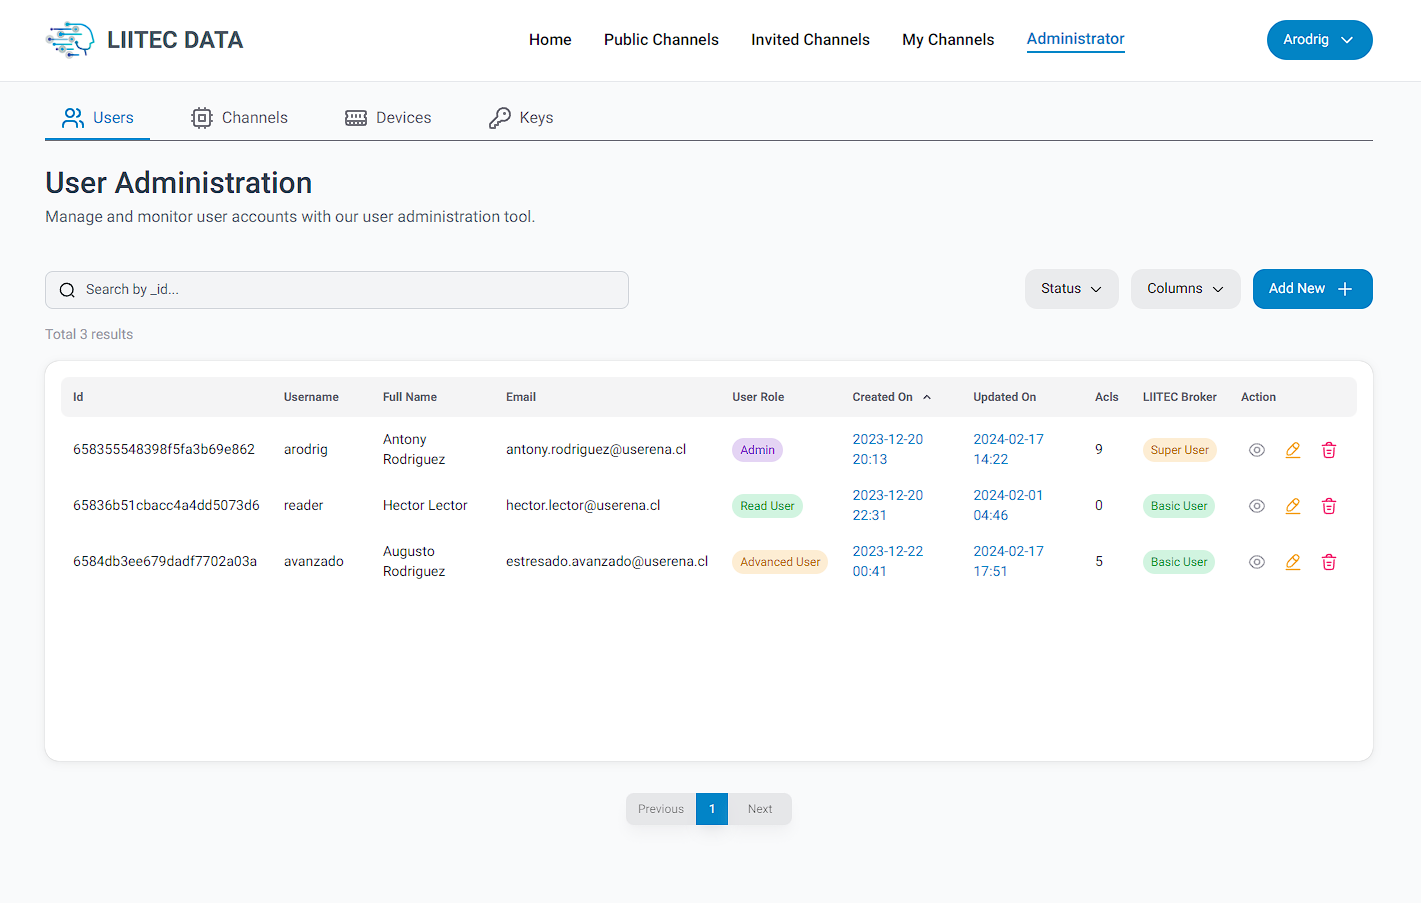 LIITEC DATA
Home Public Channels Invited Channels My Channels Administrator
Arodrig
Users Channels Devices Keys
User Administration
Manage and monitor user accounts with our user administration tool.
Search by _id...
Status Columns Add New
Total 3 results
Id Username Full Name Email User Role Created On Updated On Acls LIITEC Broker Action
658355548398f5fa3b69e862 arodrig Antony Rodriguez antony.rodriguez@userena.cl Admin 2023-12-20 20:13 2024-02-17 14:22 9 Super User
65836b51cbacc4a4dd5073d6 reader Hector Lector hector.lector@userena.cl Read User 2023-12-20 22:31 2024-02-01 04:46 0 Basic User
6584db3ee679dadf7702a03a avanzado Augusto Rodriguez estresado.avanzado@userena.cl Advanced User 2023-12-22 00:41 2024-02-17 17:51 5 Basic User
Previous 1 Next